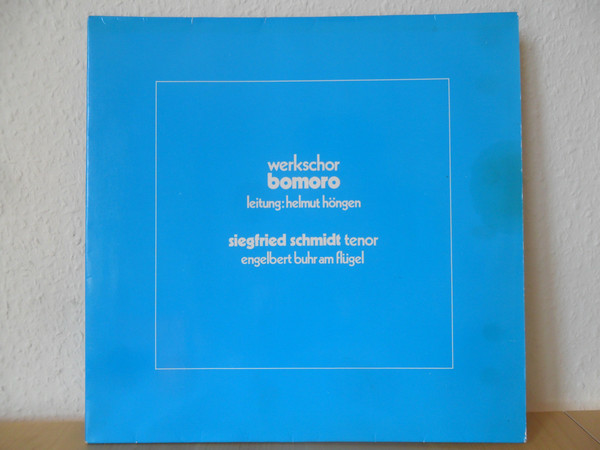 werkschor
bomoro
leitung: helmut höngen
siegfried schmidt tenor
engelbert buhr am flügel